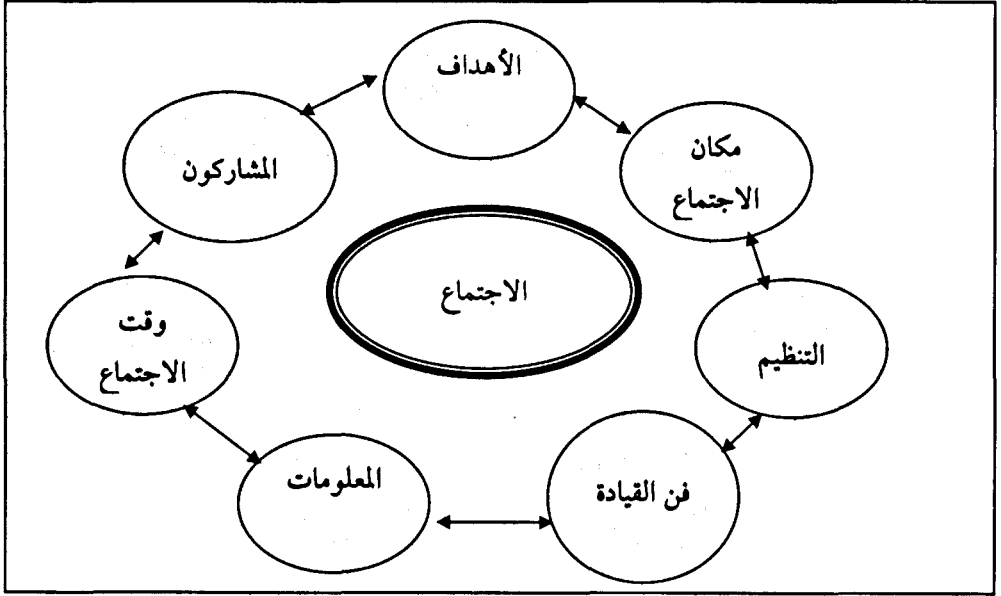 الأهداف
مكان
الاجتماع
المشاركون
الاجتماع
وقت
الاجتماع
التنظيم
المعلومات
فن القيادة